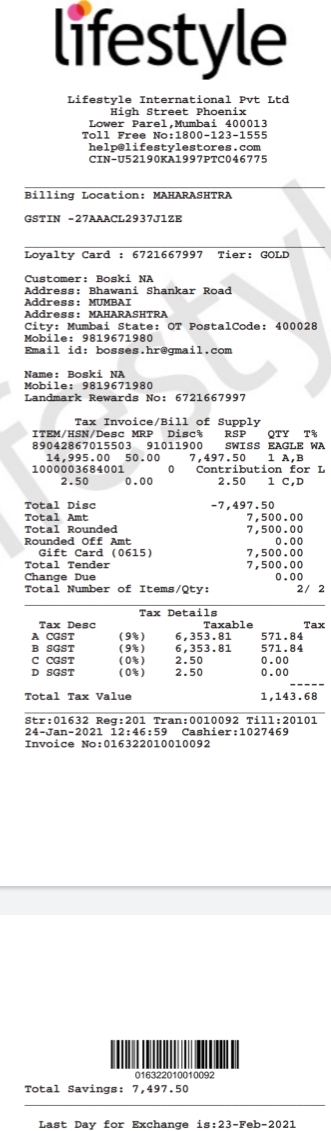 lifestyle
Lifestyle International Pvt Ltd
High Street Phoenix
Lower Parel,Mumbai 400013
Toll Free No:1800-123-1555
help@lifestylestores.com
CIN-U52190KA1997PTC046775
Billing Location: MAHARASHTRA
GSTIN -27AAACL2937J1ZE
Loyalty Card : 6721667997 Tier: GOLD
Customer: Boski NA
Address: Bhawani Shankar Road
Address: MUMBAI
Address: MAHARASHTRA
City: Mumbai State: OT PostalCode: 400028
Mobile: 9819671980
Email id: bosses.hr@gmail.com
Name: Boski NA
Mobile: 9819671980
Landmark Rewards No: 6721667997
Tax Invoice/Bill of Supply
ITEM/HSN/Desc MRP Disc% RSP QTY T%
89042867015503 91011900 SWISS EAGLE WA
14,995.00 50.00 7,497.50 1 A,B
1000003684001 0 Contribution for L
2.50 0.00 2.50 1 C,D
Total Disc -7,497.50
Total Amt 7,500.00
Total Rounded 7,500.00
Rounded Off Amt 0.00
Gift Card (0615) 7,500.00
Total Tender 7,500.00
Change Due 0.00
Total Number of Items/Qty: 2/ 2
Tax Details
Tax Desc Taxable Tax
A CGST (9%) 6,353.81 571.84
B SGST (9%) 6,353.81 571.84
C CGST (0%) 2.50 0.00
D SGST (0%) 2.50 0.00
-----
Total Tax Value 1,143.68
Str:01632 Reg:201 Tran:0010092 Till:20101
24-Jan-2021 12:46:59 Cashier:1027469
Invoice No:016322010010092
016322010010092
Total Savings: 7,497.50
Last Day for Exchange is:23-Feb-2021